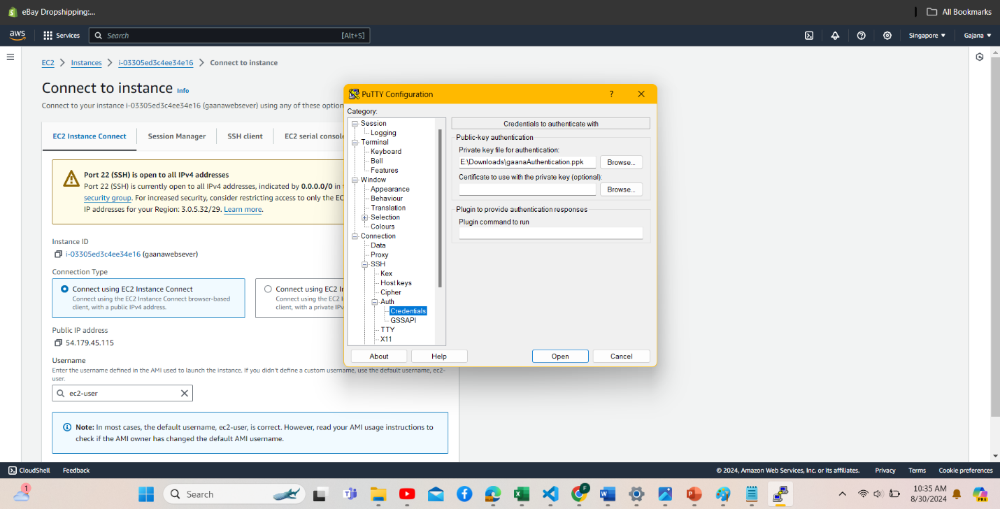 eBay Dropshipping:...
All Bookmarks
aws
Services
Search
[Alt+S]
Singapore ▼
Gajana ▼
EC2 > Instances > i-03305ed3c4ee34e16 > Connect to instance
Connect to instance Info
Connect to your instance i-03305ed3c4ee34e16 (gaanawebsever) using any of these option
EC2 Instance Connect
Session Manager
SSH client
EC2 serial console
Port 22 (SSH) is open to all IPv4 addresses
Port 22 (SSH) is currently open to all IPv4 addresses, indicated by 0.0.0.0/0 in
security group. For increased security, consider restricting access to only the EC
IP addresses for your Region: 3.0.5.32/29. Learn more.
Instance ID
i-03305ed3c4ee34e16 (gaanawebsever)
Connection Type
Connect using EC2 Instance Connect
Connect using the EC2 Instance Connect browser-based
client, with a public IPv4 address.
Connect using EC2 I
Connect using the EC2 I
client, with a private IPv
Public IP address
54.179.45.115
Username
Enter the username defined in the AMI used to launch the instance. If you didn't define a custom username, use the default username, ec2-
user.
ec2-user
Note: In most cases, the default username, ec2-user, is correct. However, read your AMI usage instructions to
check if the AMI owner has changed the default AMI username.
PuTTY Configuration
?
Category:
Session
Logging
Terminal
Keyboard
Bell
Features
Window
Appearance
Behaviour
Translation
Selection
Colours
Connection
Data
Proxy
SSH
Kex
Host keys
Cipher
Auth
Credentials
GSSAPI
TTY
X11
Credentials to authenticate with
Public-key authentication
Private key file for authentication:
E:\Downloads\gaanaAuthentication.ppk
Browse...
Certificate to use with the private key (optional):
Browse...
Plugin to provide authentication responses
Plugin command to run
About
Help
Open
Cancel
CloudShell
Feedback
© 2024, Amazon Web Services, Inc. or its affiliates.
Privacy
Terms
Cookie preferences
1
Search
F
10:35 AM
8/30/2024
PRE